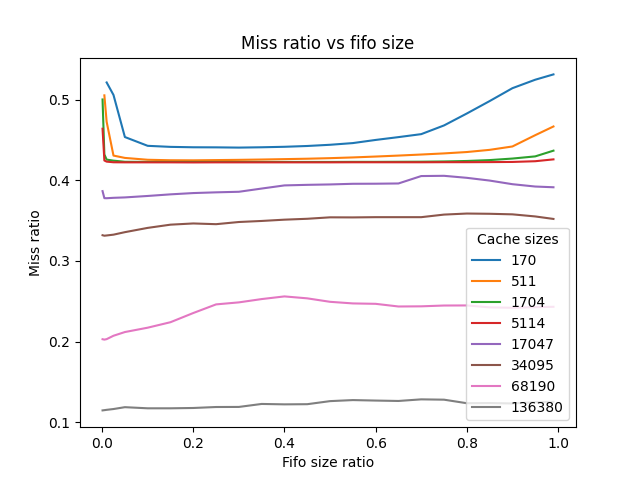 Miss ratio vs fifo size
Miss ratio
0.5
0.4
0.3
0.2
0.1
0.0 0.2 0.4 0.6 0.8 1.0
Fifo size ratio
Cache sizes
170
511
1704
5114
17047
34095
68190
136380